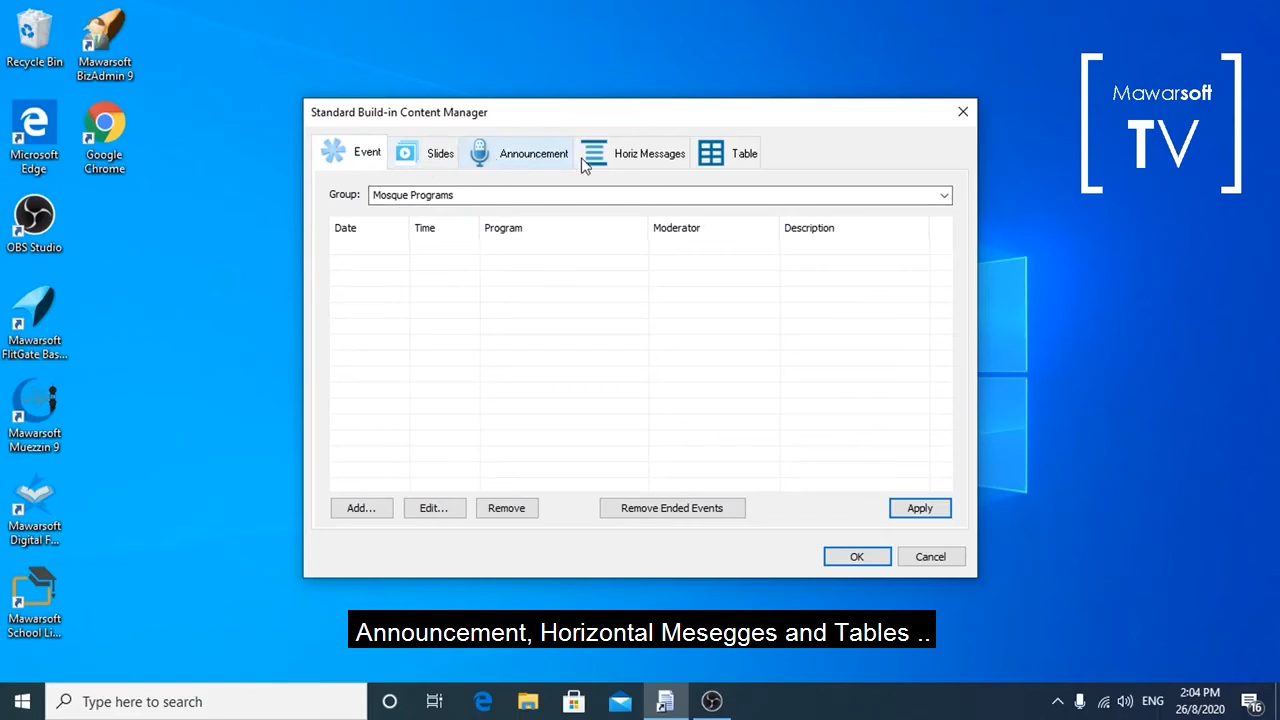 Recycle Bin
Mawarsoft
BizAdmin 9
Microsoft
Edge
Google
Chrome
OBS Studio
Mawarsoft
FlitGate Bas...
Mawarsoft
Muezzin 9
Mawarsoft
Digital F...
Mawarsoft
School Li...
Mawarsoft
TV
Standard Build-in Content Manager
Event
Slides
Announcement
Horiz Messages
Table
Group:
Mosque Programs
Date
Time
Program
Moderator
Description
Add...
Edit...
Remove
Remove Ended Events
Apply
OK
Cancel
Announcement, Horizontal Mesegges and Tables ..
Type here to search
ENG
2:04 PM
26/8/2020
16